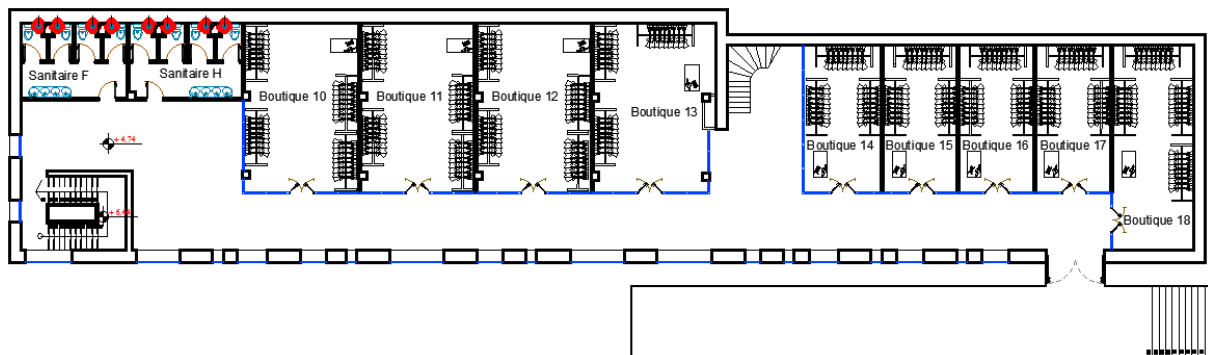 Sanitaire F
Sanitaire H
Boutique 10
Boutique 11
Boutique 12
Boutique 13
Boutique 14
Boutique 15
Boutique 16
Boutique 17
Boutique 18
+ 4.74